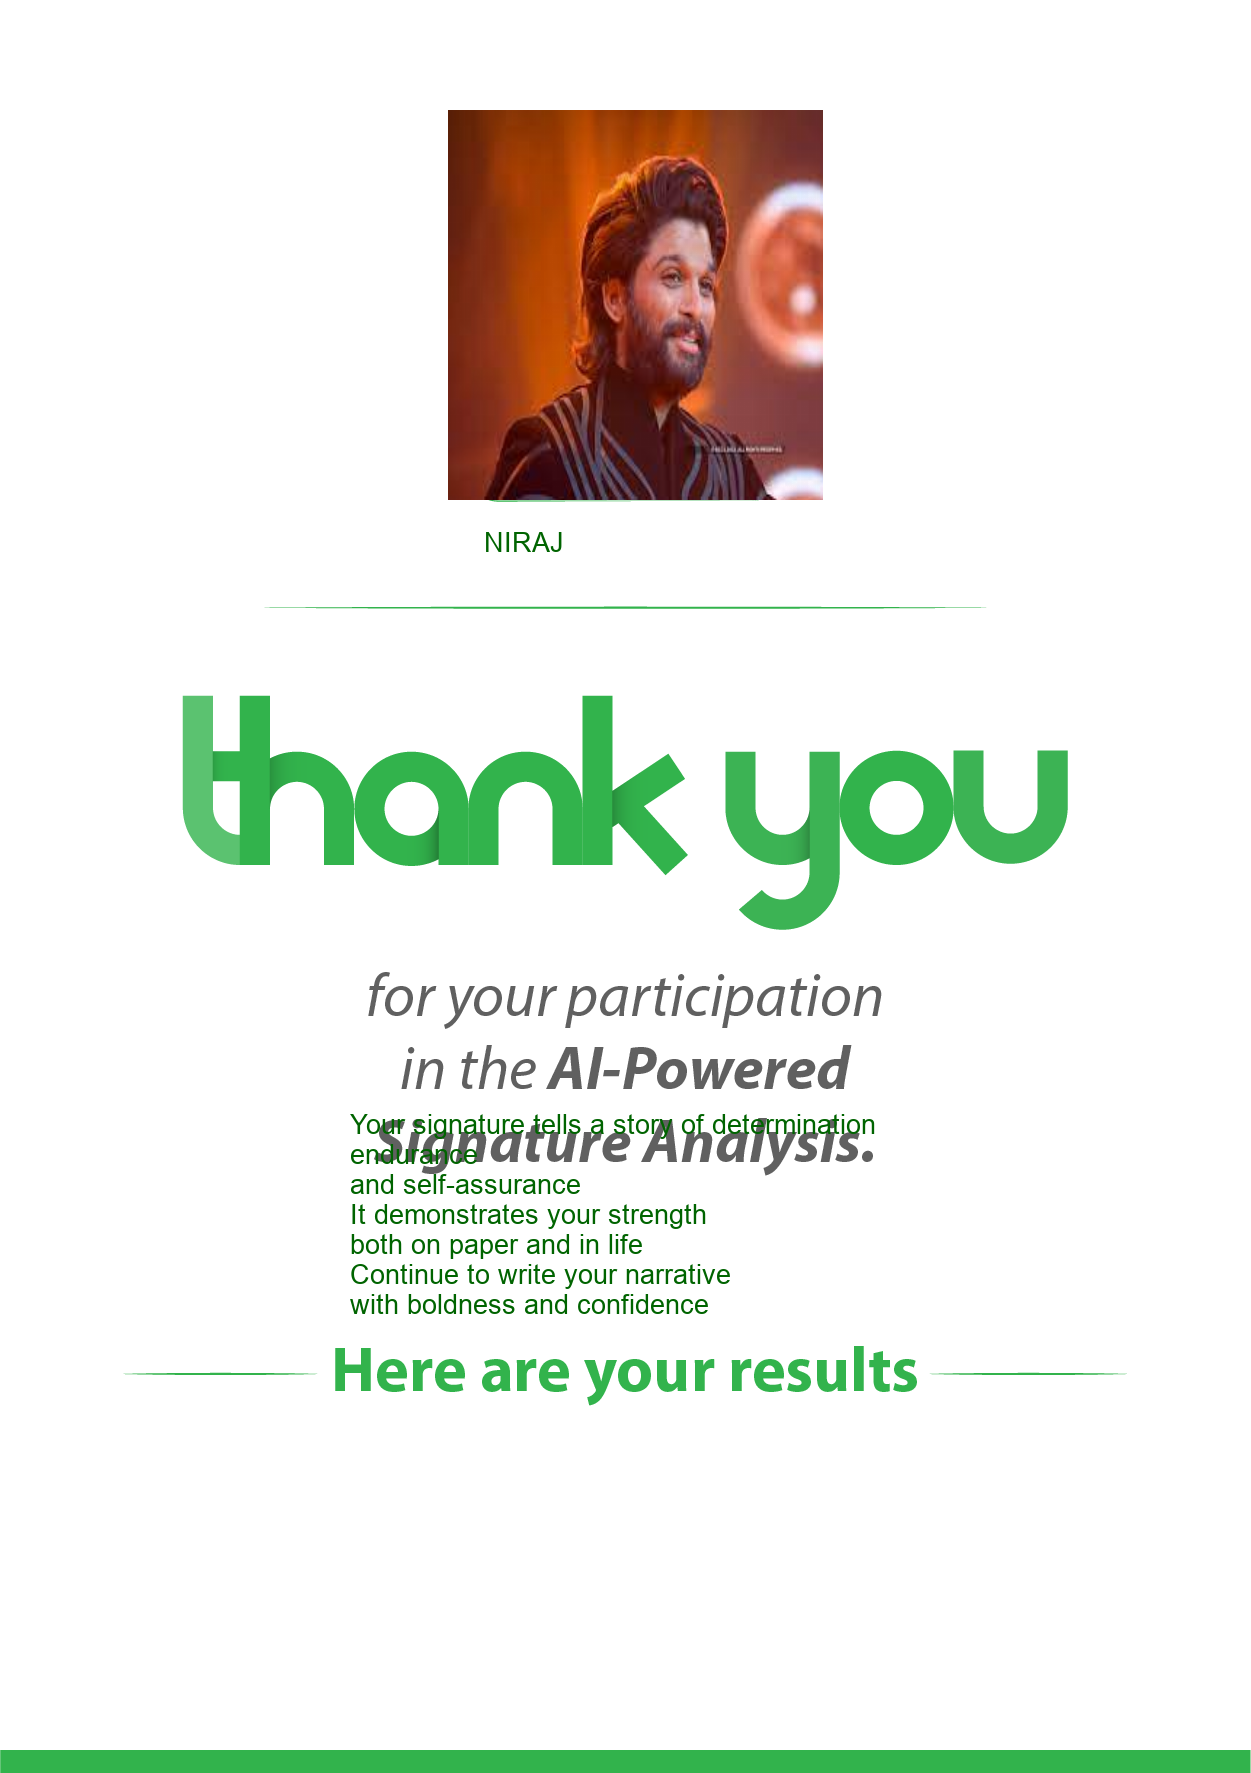 NIRAJ
thank you
for your participation
in the AI-Powered
Signature Analysis.
Your signature tells a story of determination
endurance
and self-assurance
It demonstrates your strength
both on paper and in life
Continue to write your narrative
with boldness and confidence
Here are your results